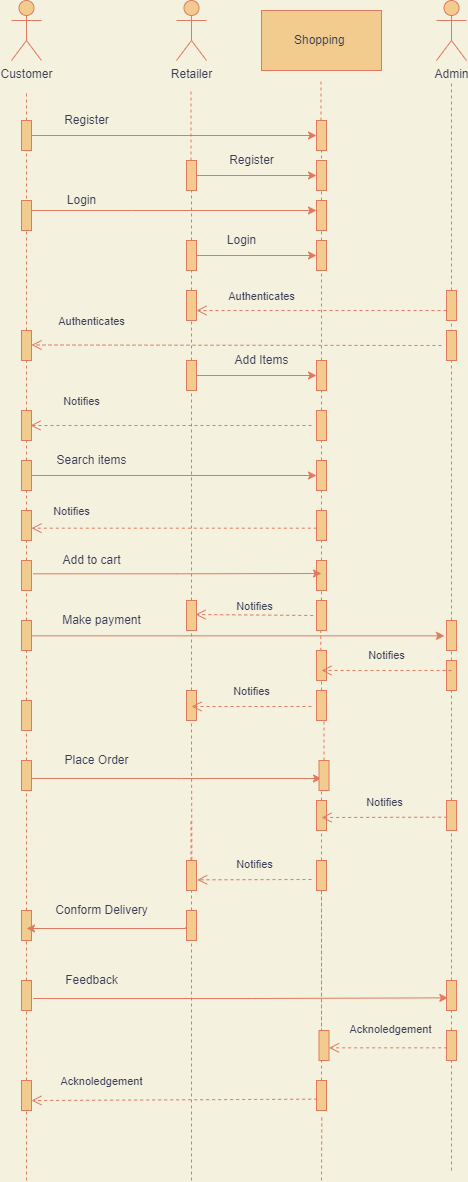 Customer
Retailer
Shopping
Admin
Register
Register
Login
Login
Authenticates
Authenticates
Add Items
Notifies
Search items
Notifies
Add to cart
Notifies
Make payment
Notifies
Notifies
Place Order
Notifies
Notifies
Conform Delivery
Feedback
Acknoledgement
Acknoledgement